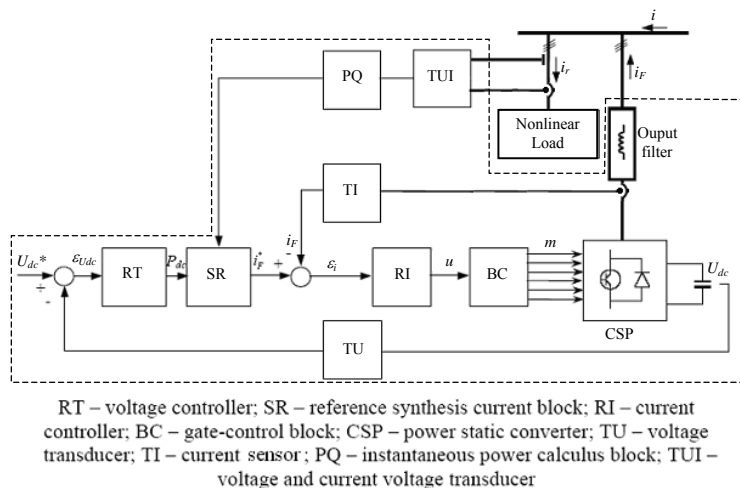 i
i_r
i_F
PQ
TUI
Nonlinear
Load
Ouput
filter
TI
i_F
-
U_dc*
÷
-
ε_Udc
RT
P_dc
SR
i_F*
+
ε_i
RI
u
BC
m
CSP
U_dc
TU
RT – voltage controller; SR – reference synthesis current block; RI – current
controller; BC – gate-control block; CSP – power static converter; TU – voltage
transducer; TI – current sensor; PQ – instantaneous power calculus block; TUI –
voltage and current voltage transducer